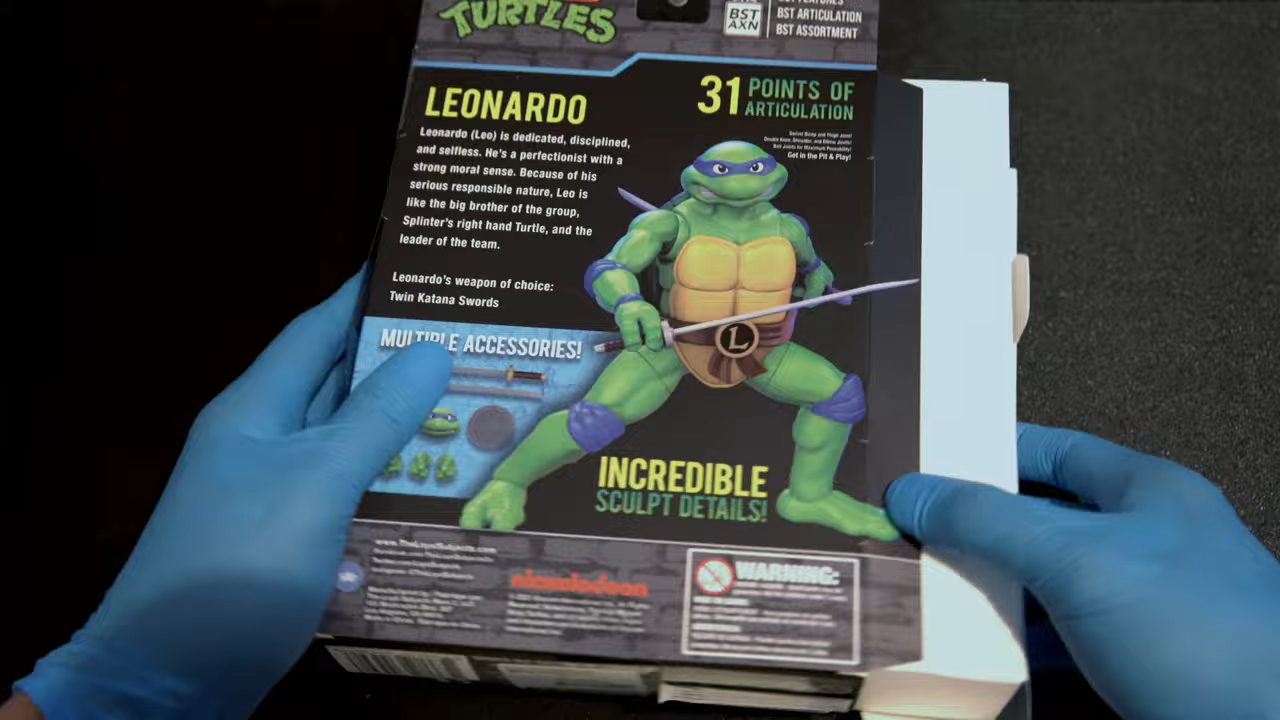 TURTLES
BST
AXN
BST ARTICULATION
BST ASSORTMENT
LEONARDO
31 POINTS OF
ARTICULATION
Leonardo (Leo) is dedicated, disciplined,
and selfless. He's a perfectionist with a
strong moral sense. Because of his
serious responsible nature, Leo is
like the big brother of the group,
Splinter's right hand Turtle, and the
leader of the team.
Get in the Pit & Play!
Leonardo's weapon of choice:
Twin Katana Swords
MULTIPLE ACCESSORIES!
L
INCREDIBLE
SCULPT DETAILS!
nickelodeon
WARNING: